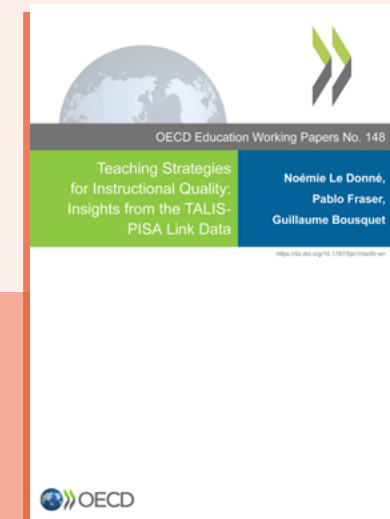 OECD Education Working Papers No. 148
Teaching Strategies
for Instructional Quality:
Insights from the TALIS-
PISA Link Data
Noémie Le Donné,
Pablo Fraser,
Guillaume Bousquet
OECD